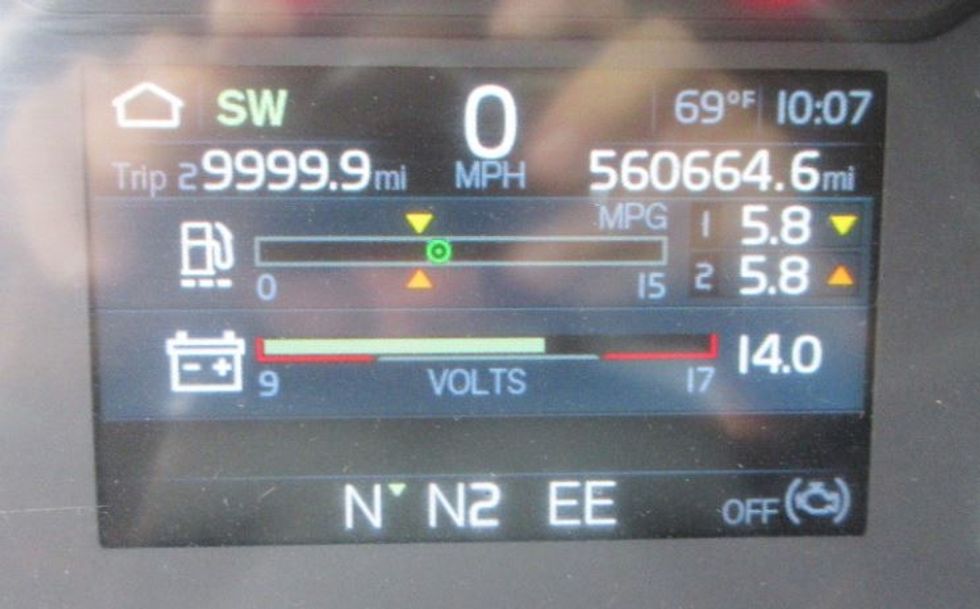 SW 0 69°F 10:07
Trip 2 9999.9 mi MPH 560664.6 mi
MPG 1 5.8
0 15 2 5.8
14.0
9 VOLTS 17
N N2 EE OFF